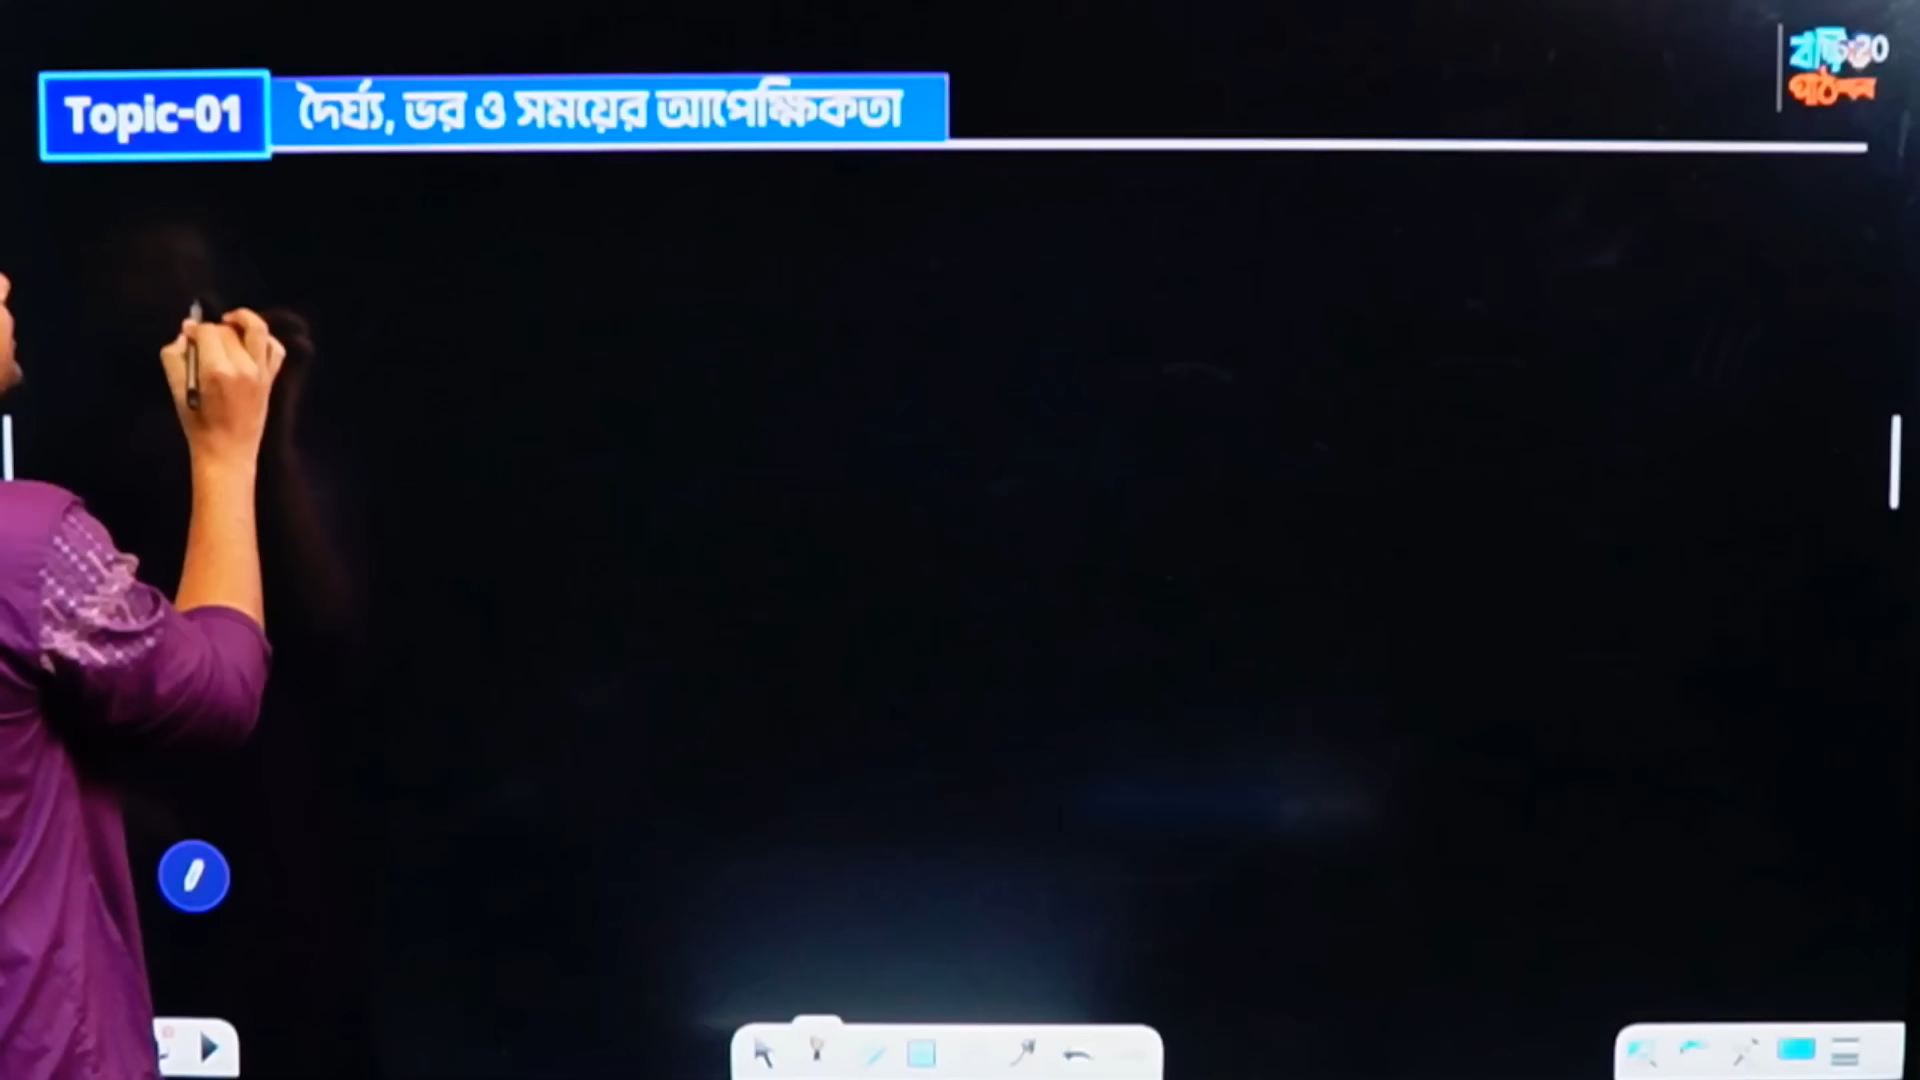 Topic-01 দৈর্ঘ্য, ভর ও সময়ের আপেক্ষিকতা